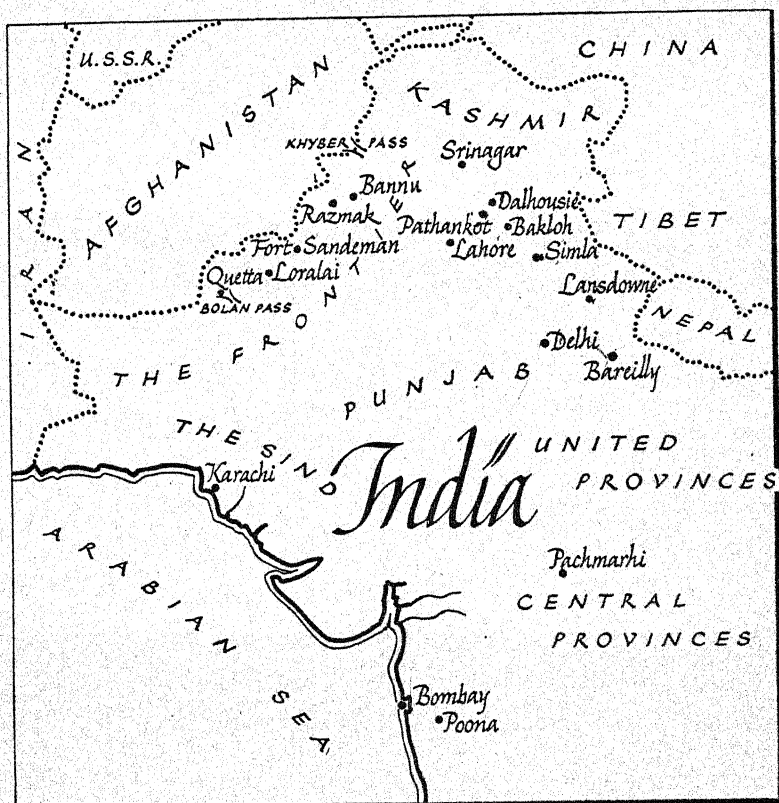 U.S.S.R.
CHINA
IRAN
AFGHANISTAN
KASHMIR
KHYBER PASS
Srinagar
Bannu
Razmak
Dalhousie
Pathankot
Bakloh
TIBET
Fort Sandeman
Lahore
Simla
Quetta
Loralai
BOLAN PASS
Lansdowne
NEPAL
THE FRONTIER
Delhi
Bareilly
PUNJAB
THE SIND
India
UNITED
PROVINCES
Karachi
ARABIAN SEA
Pachmarhi
CENTRAL
PROVINCES
Bombay
Poona